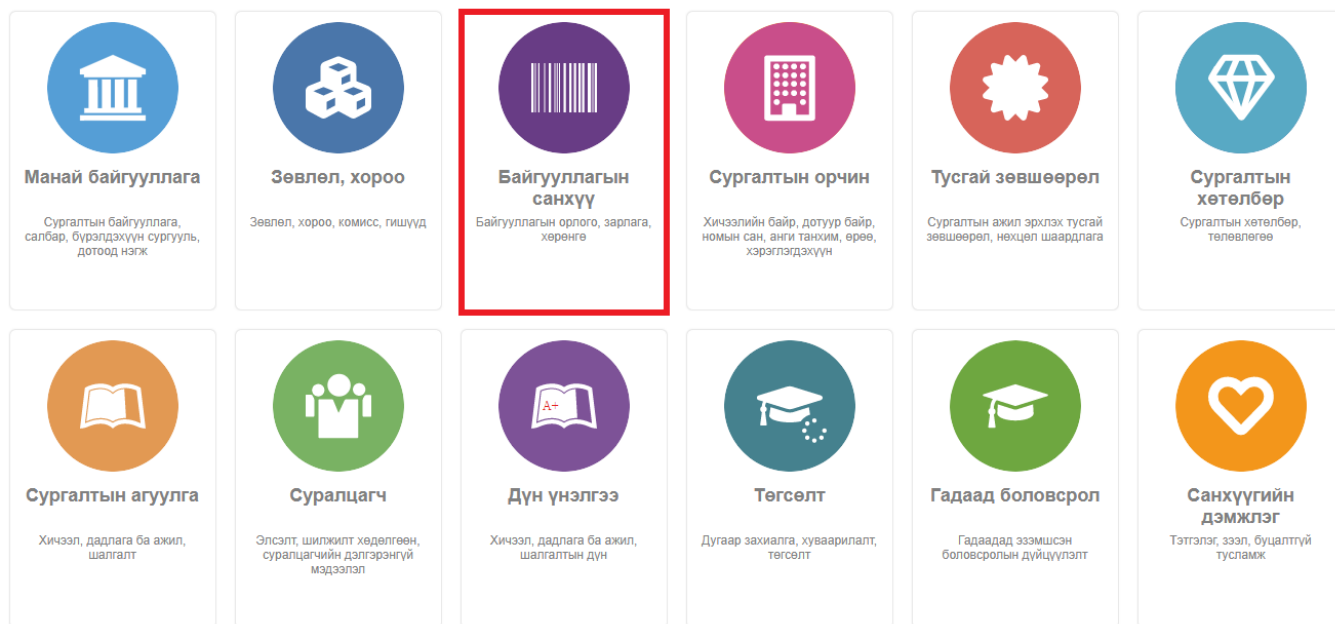 Манай байгууллага
Сургалтын байгууллага,
салбар, бүрэлдэхүүн сургууль,
дотоод нэгж
Зөвлөл, хороо
Зөвлөл, хороо, комисс, гишүүд
Байгууллагын
санхүү
Байгууллагын орлого, зарлага,
хөрөнгө
Сургалтын орчин
Хичээлийн байр, дотуур байр,
номын сан, анги танхим, өрөө,
хэрэглэгдэхүүн
Тусгай зөвшөөрөл
Сургалтын ажил эрхлэх тусгай
зөвшөөрөл, нөхцөл шаардлага
Сургалтын
хөтөлбөр
Сургалтын хөтөлбөр,
төлөвлөгөө
Сургалтын агуулга
Хичээл, дадлага ба ажил,
шалгалт
Суралцагч
Элсэлт, шилжилт хөдөлгөөн,
суралцагчийн дэлгэрэнгүй
мэдээлэл
A+
Дүн үнэлгээ
Хичээл, дадлага ба ажил,
шалгалтын дүн
Төгсөлт
Дугаар захиалга, хуваарилалт,
төгсөлт
Гадаад боловсрол
Гадаадад эзэмшсэн
боловсролын дүйцүүлэлт
Санхүүгийн
дэмжлэг
Тэтгэлэг, зээл, буцалтгүй
тусламж